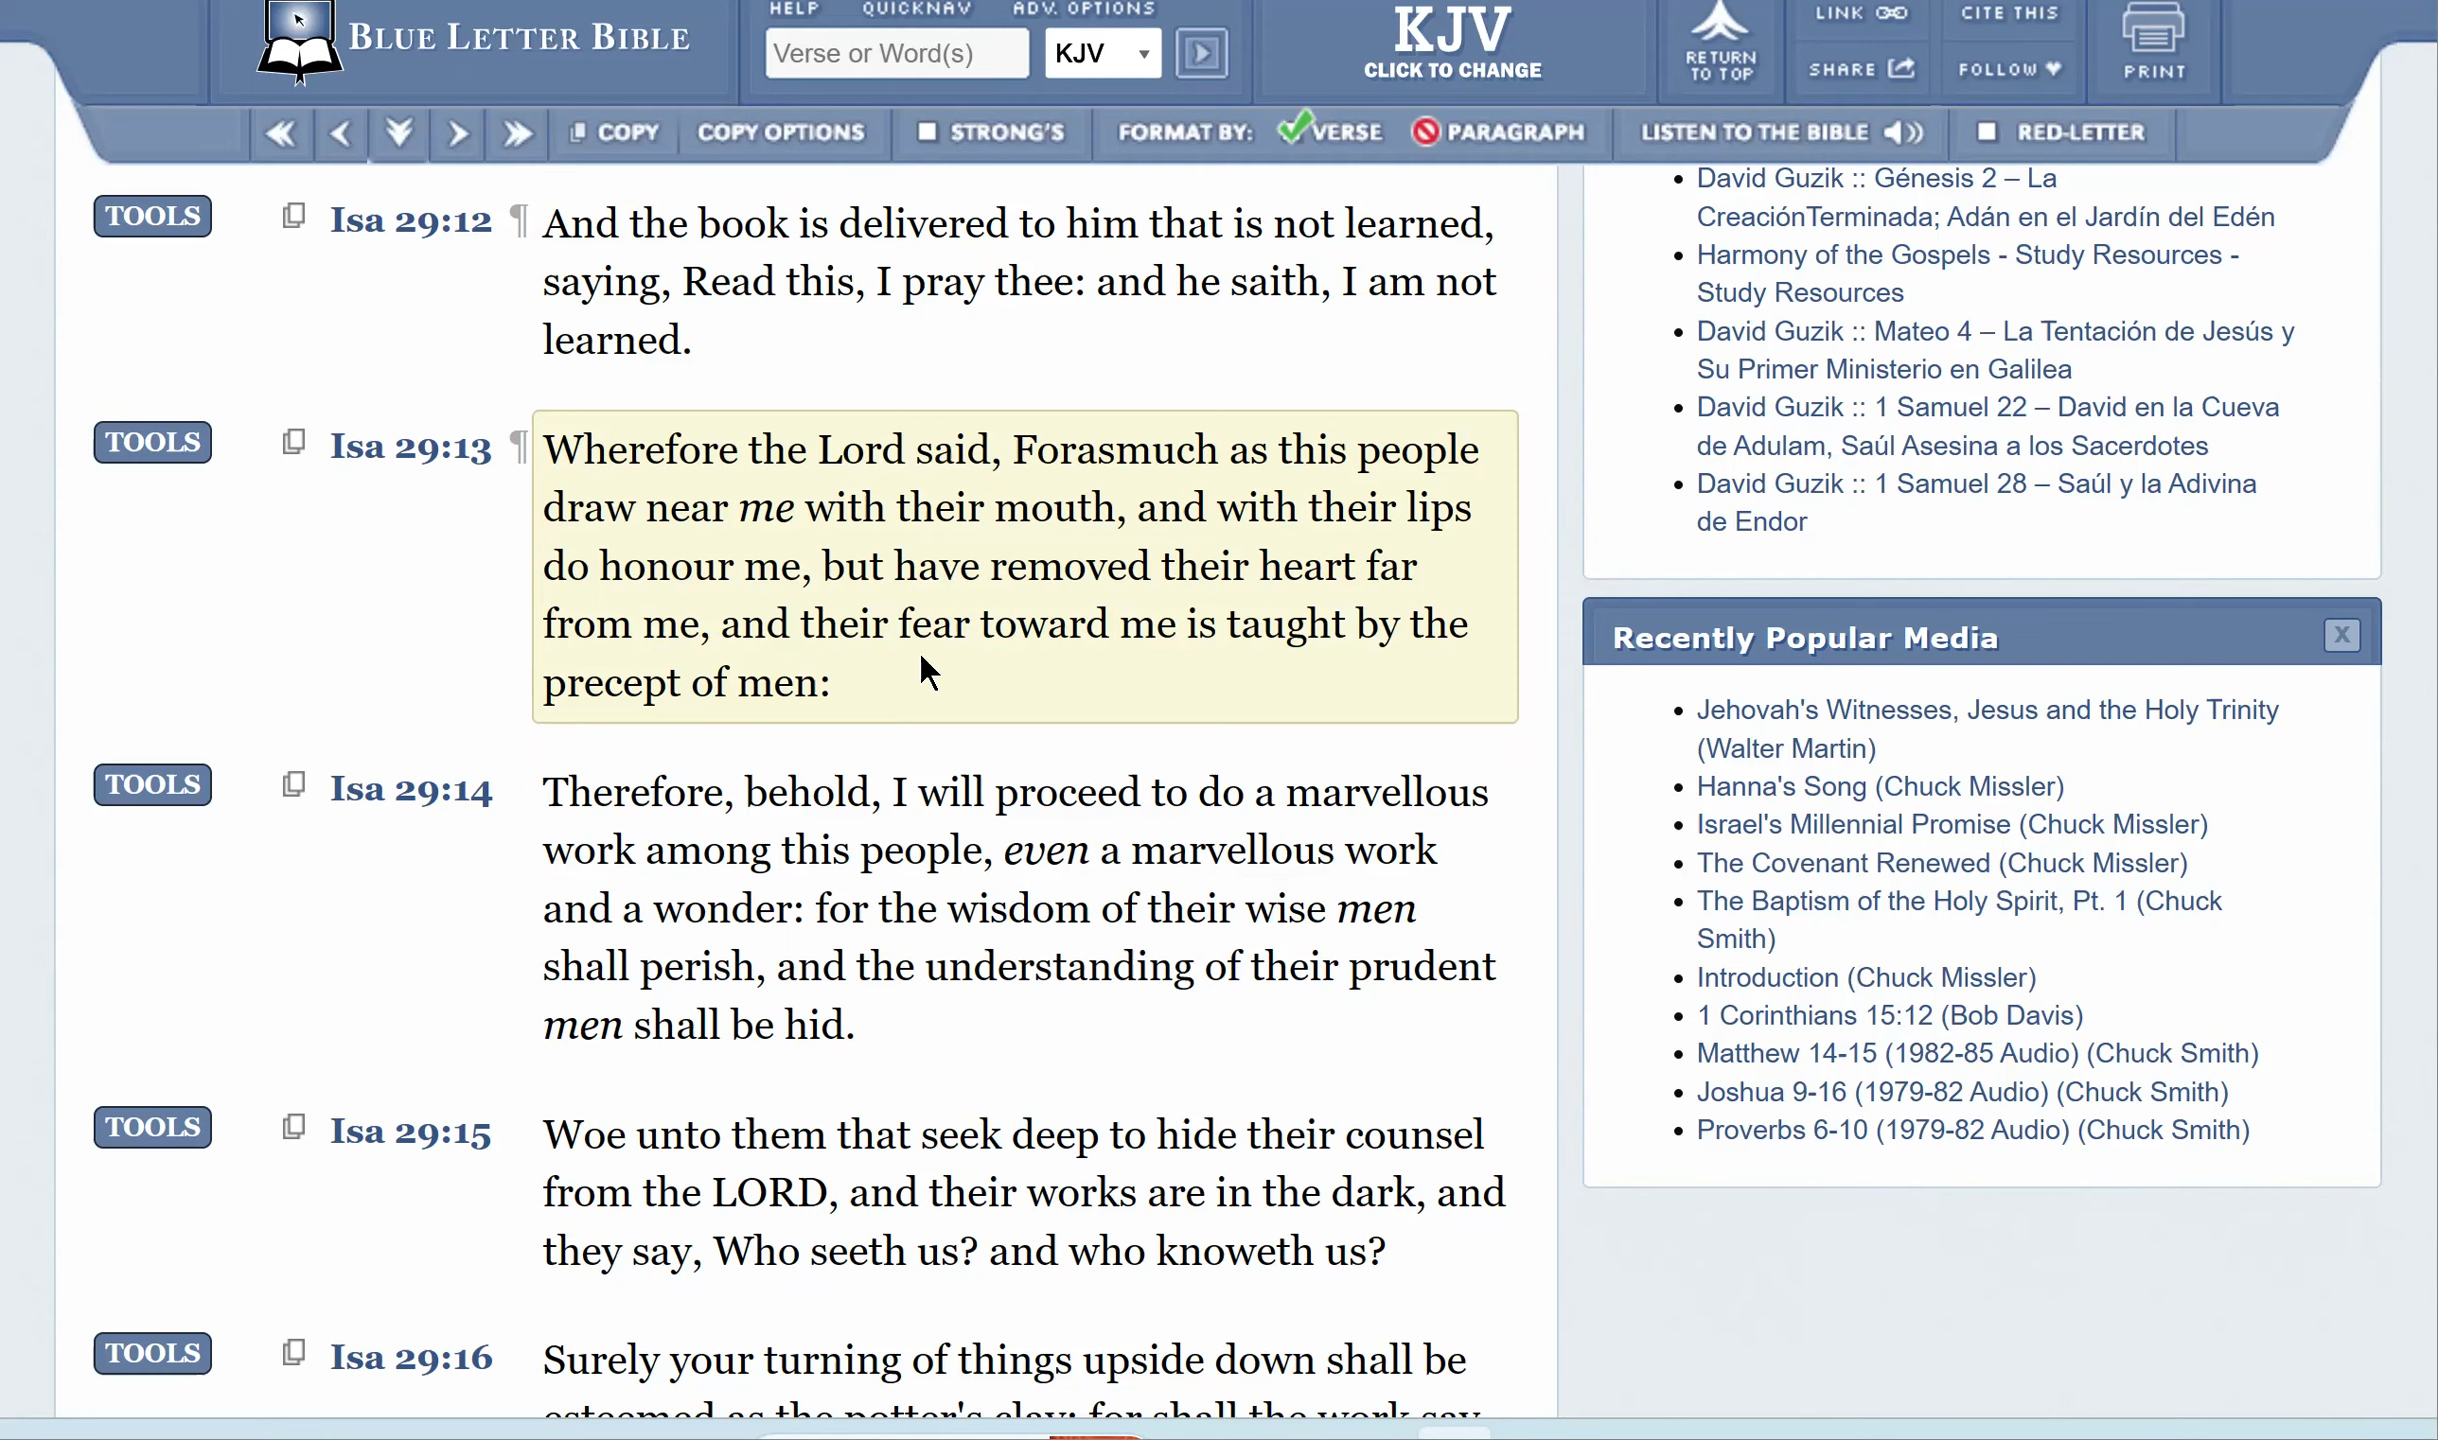 BLUE LETTER BIBLE
HELP QUICKNAV ADV. OPTIONS
Verse or Word(s)
KJV
KJV
CLICK TO CHANGE
RETURN
TO TOP
LINK
CITE THIS
SHARE
FOLLOW
PRINT
COPY
COPY OPTIONS
STRONG'S
FORMAT BY: VERSE PARAGRAPH
LISTEN TO THE BIBLE
RED-LETTER
TOOLS
Isa 29:12 ¶ And the book is delivered to him that is not learned,
saying, Read this, I pray thee: and he saith, I am not
learned.
TOOLS
Isa 29:13 ¶ Wherefore the Lord said, Forasmuch as this people
draw near me with their mouth, and with their lips
do honour me, but have removed their heart far
from me, and their fear toward me is taught by the
precept of men:
TOOLS
Isa 29:14 Therefore, behold, I will proceed to do a marvellous
work among this people, even a marvellous work
and a wonder: for the wisdom of their wise men
shall perish, and the understanding of their prudent
men shall be hid.
TOOLS
Isa 29:15 Woe unto them that seek deep to hide their counsel
from the LORD, and their works are in the dark, and
they say, Who seeth us? and who knoweth us?
TOOLS
Isa 29:16 Surely your turning of things upside down shall be
esteemed as the potter's clay: for shall the work say
David Guzik :: Génesis 2 – La
CreaciónTerminada; Adán en el Jardín del Edén
Harmony of the Gospels - Study Resources -
Study Resources
David Guzik :: Mateo 4 – La Tentación de Jesús y
Su Primer Ministerio en Galilea
David Guzik :: 1 Samuel 22 – David en la Cueva
de Adulam, Saúl Asesina a los Sacerdotes
David Guzik :: 1 Samuel 28 – Saúl y la Adivina
de Endor
Recently Popular Media
X
Jehovah's Witnesses, Jesus and the Holy Trinity
(Walter Martin)
Hanna's Song (Chuck Missler)
Israel's Millennial Promise (Chuck Missler)
The Covenant Renewed (Chuck Missler)
The Baptism of the Holy Spirit, Pt. 1 (Chuck
Smith)
Introduction (Chuck Missler)
1 Corinthians 15:12 (Bob Davis)
Matthew 14-15 (1982-85 Audio) (Chuck Smith)
Joshua 9-16 (1979-82 Audio) (Chuck Smith)
Proverbs 6-10 (1979-82 Audio) (Chuck Smith)